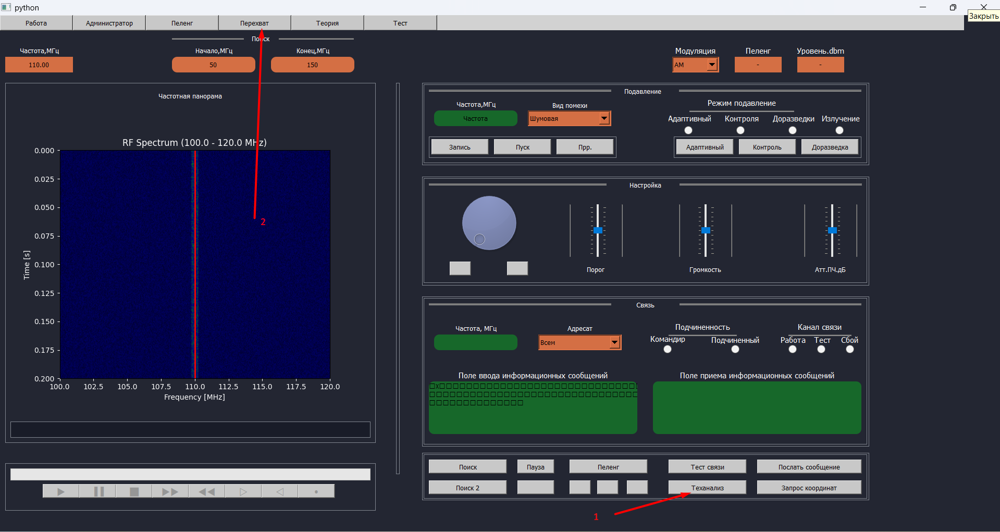 python
Закрыть
Работа Администратор Пеленг Перехват Теория Тест
Поиск
Частота,МГц Начало,МГц Конец,МГц
110.00 50 150
Модуляция Пеленг Уровень.dbm
AM - -
Частотная панорама
RF Spectrum (100.0 - 120.0 MHz)
0.000
0.025
0.050
0.075
0.100
0.125
0.150
0.175
0.200
Time [s]
100.0 102.5 105.0 107.5 110.0 112.5 115.0 117.5 120.0
Frequency [MHz]
2
Подавление
Частота,МГц Вид помехи
Частота Шумовая
Режим подавление
Адаптивный Контроля Доразведки Излучение
Запись Пуск Прр.
Адаптивный Контроль Доразведка
Настройка
Порог Громкость Атт.ПЧ.дБ
Связь
Частота, МГц Адресат
Всем
Подчиненность Канал связи
Командир Подчиненный Работа Тест Сбой
Поле ввода информационных сообщений Поле приема информационных сообщений
Поиск Пауза Пеленг Тест связи Послать сообщение
Поиск 2 Теханализ Запрос координат
1